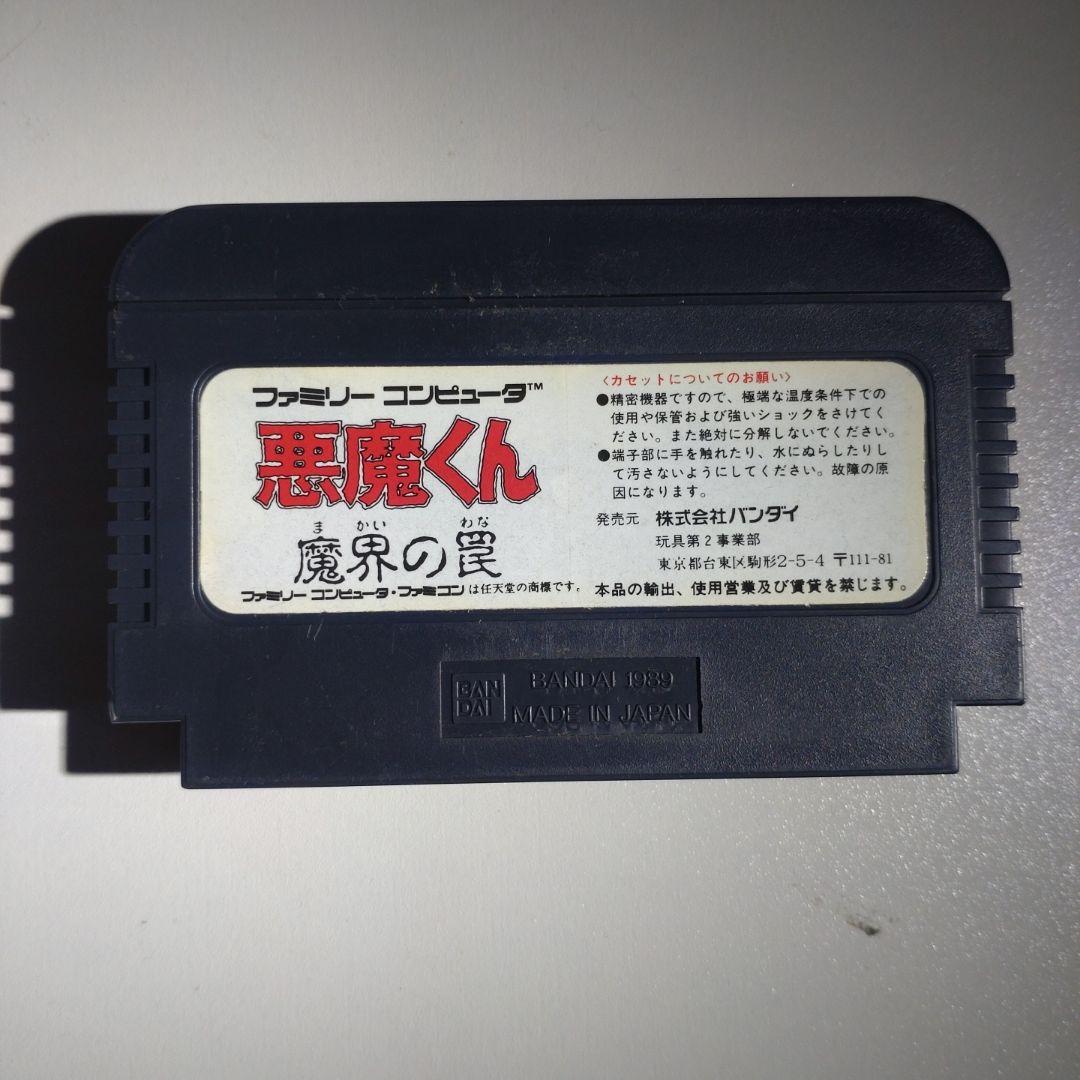 ファミリー コンピュータ™
悪魔くん
まかい わな
魔界の罠
ファミリー コンピュータ・ファミコン は任天堂の商標です。
〈カセットについてのお願い〉
●精密機器ですので、極端な温度条件下での
使用や保管および強いショックをさけてく
ださい。また絶対に分解しないでください。
●端子部に手を触れたり、水にぬらしたりし
て汚さないようにしてください。故障の原
因になります。
発売元 株式会社バンダイ
玩具第2事業部
東京都台東区駒形2-5-4 〒111-81
本品の輸出、使用営業及び賃貸を禁じます。
BAN
DAI
BANDAI 1989
MADE IN JAPAN